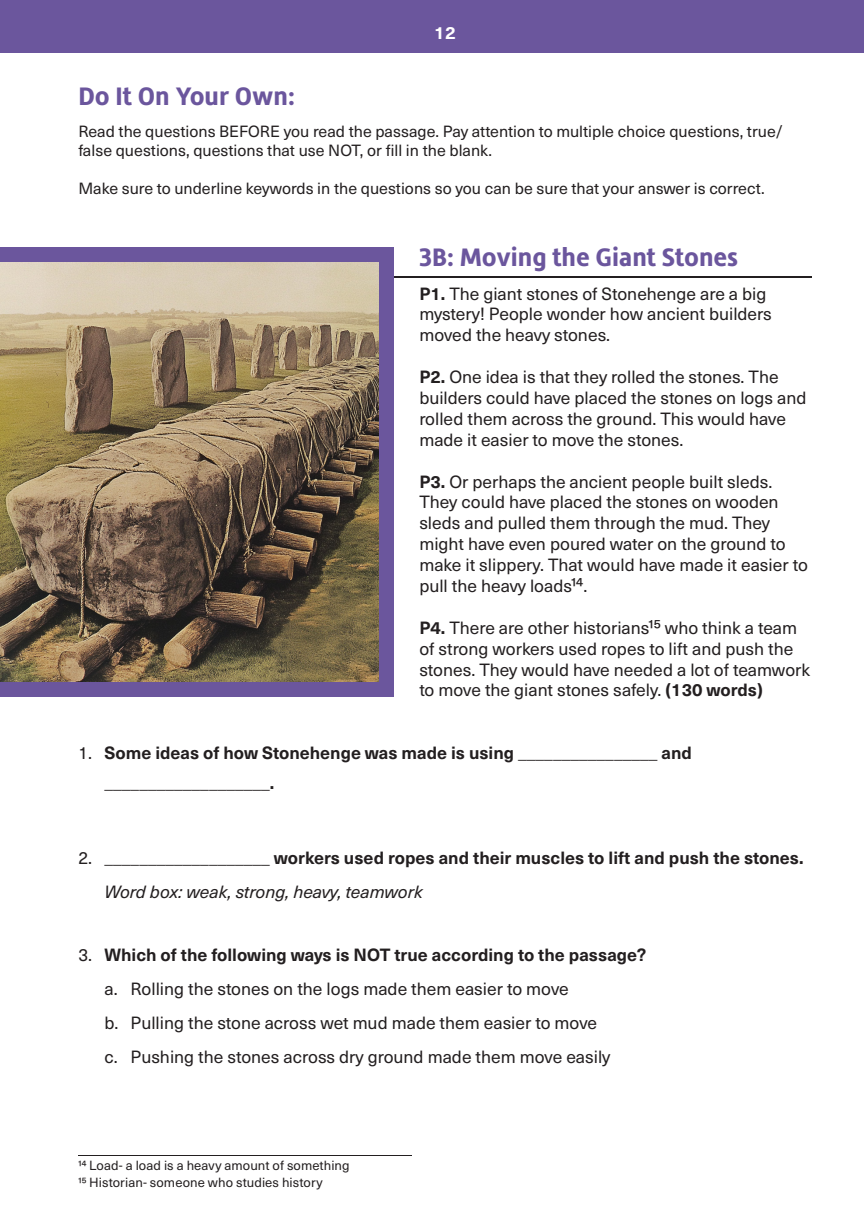 12
Do It On Your Own:
Read the questions BEFORE you read the passage. Pay attention to multiple choice questions, true/
false questions, questions that use NOT, or fill in the blank.
Make sure to underline keywords in the questions so you can be sure that your answer is correct.
3B: Moving the Giant Stones
P1. The giant stones of Stonehenge are a big
mystery! People wonder how ancient builders
moved the heavy stones.
P2. One idea is that they rolled the stones. The
builders could have placed the stones on logs and
rolled them across the ground. This would have
made it easier to move the stones.
P3. Or perhaps the ancient people built sleds.
They could have placed the stones on wooden
sleds and pulled them through the mud. They
might have even poured water on the ground to
make it slippery. That would have made it easier to
pull the heavy loads¹⁴.
P4. There are other historians¹⁵ who think a team
of strong workers used ropes to lift and push the
stones. They would have needed a lot of teamwork
to move the giant stones safely. (130 words)
1. Some ideas of how Stonehenge was made is using ________________ and
___________________.
2. ___________________ workers used ropes and their muscles to lift and push the stones.
Word box: weak, strong, heavy, teamwork
3. Which of the following ways is NOT true according to the passage?
a. Rolling the stones on the logs made them easier to move
b. Pulling the stone across wet mud made them easier to move
c. Pushing the stones across dry ground made them move easily
¹⁴ Load- a load is a heavy amount of something
¹⁵ Historian- someone who studies history